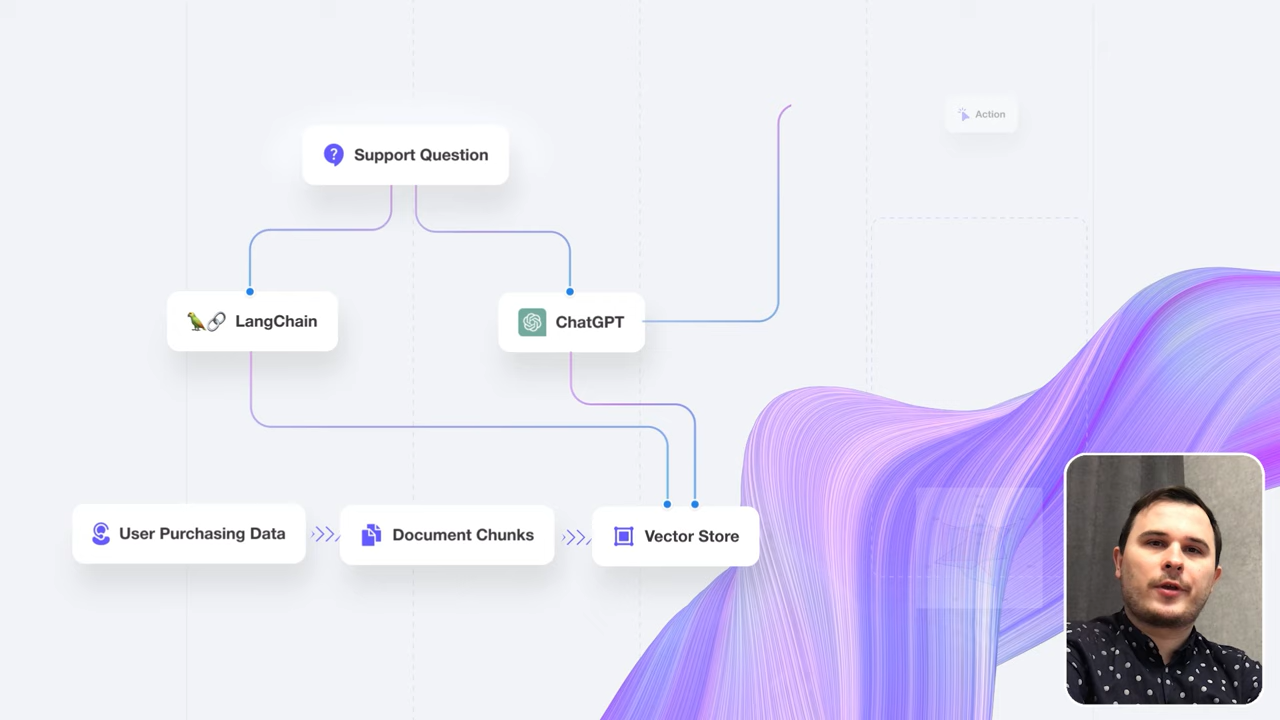 Action
Support Question
LangChain
ChatGPT
User Purchasing Data
Document Chunks
Vector Store